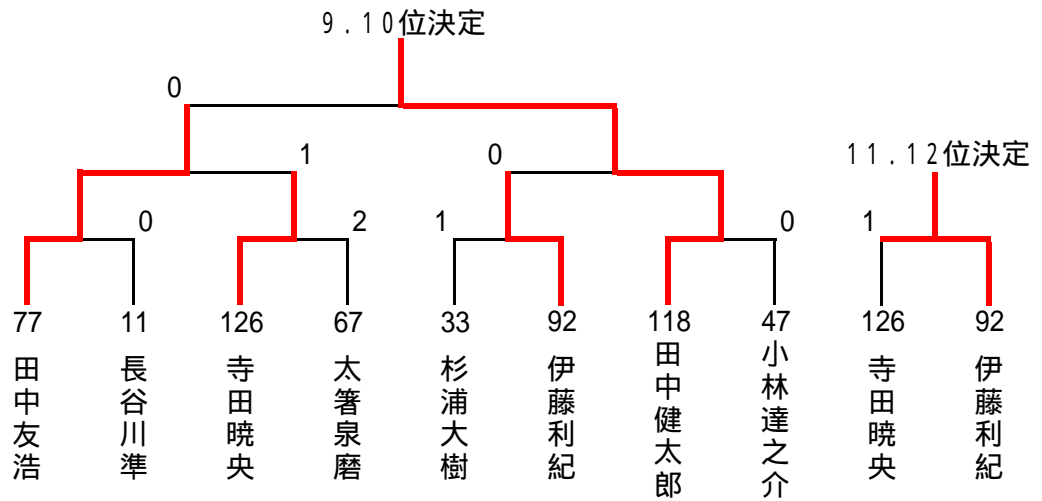 9.10位決定
0
1
0
11.12位決定
0
2
1
0
1
77
11
126
67
33
92
118
47
126
92
田中友浩
長谷川準
寺田暁央
太箸泉磨
杉浦大樹
伊藤利紀
田中健太郎
小林達之介
寺田暁央
伊藤利紀